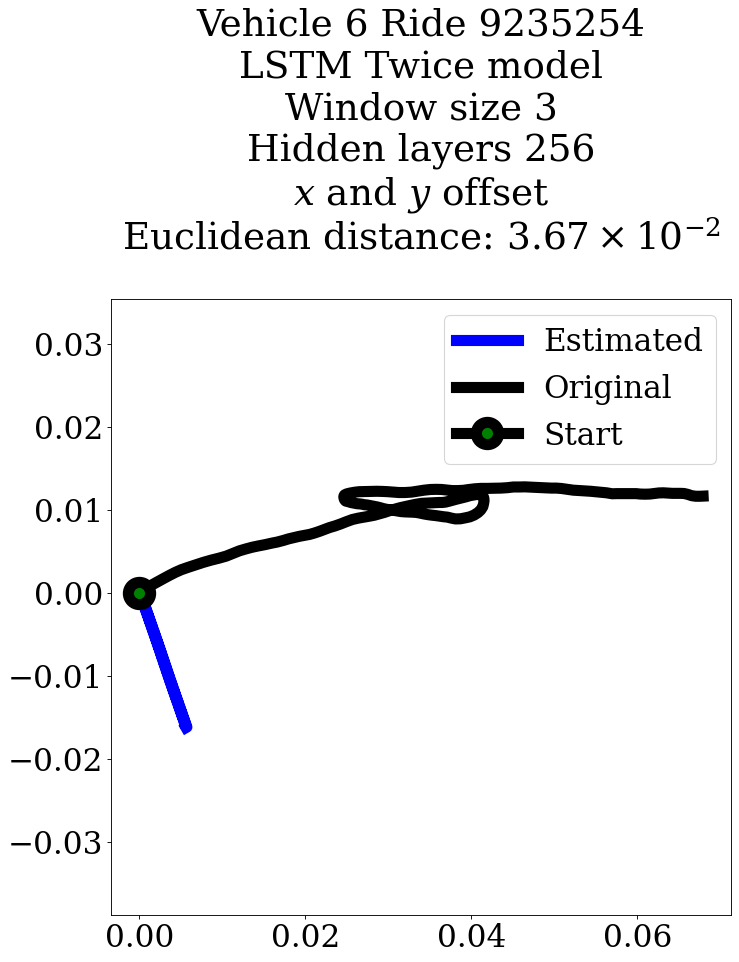 Vehicle 6 Ride 9235254
LSTM Twice model
Window size 3
Hidden layers 256
x and y offset
Euclidean distance: 3.67 × 10⁻²
Estimated
Original
Start
0.03
0.02
0.01
0.00
−0.01
−0.02
−0.03
0.00 0.02 0.04 0.06